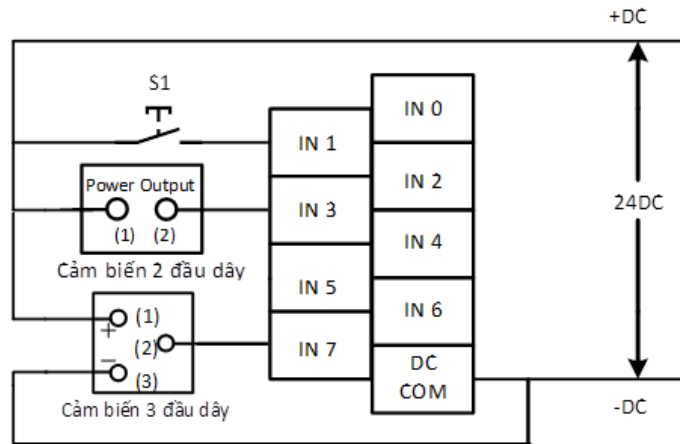 +DC
S1
IN 0
IN 1
Power Output
IN 2
24DC
IN 3
(1) (2)
IN 4
Cảm biến 2 đầu dây
IN 5
IN 6
+ (1)
(2)
IN 7
− (3)
DC
COM
-DC
Cảm biến 3 đầu dây